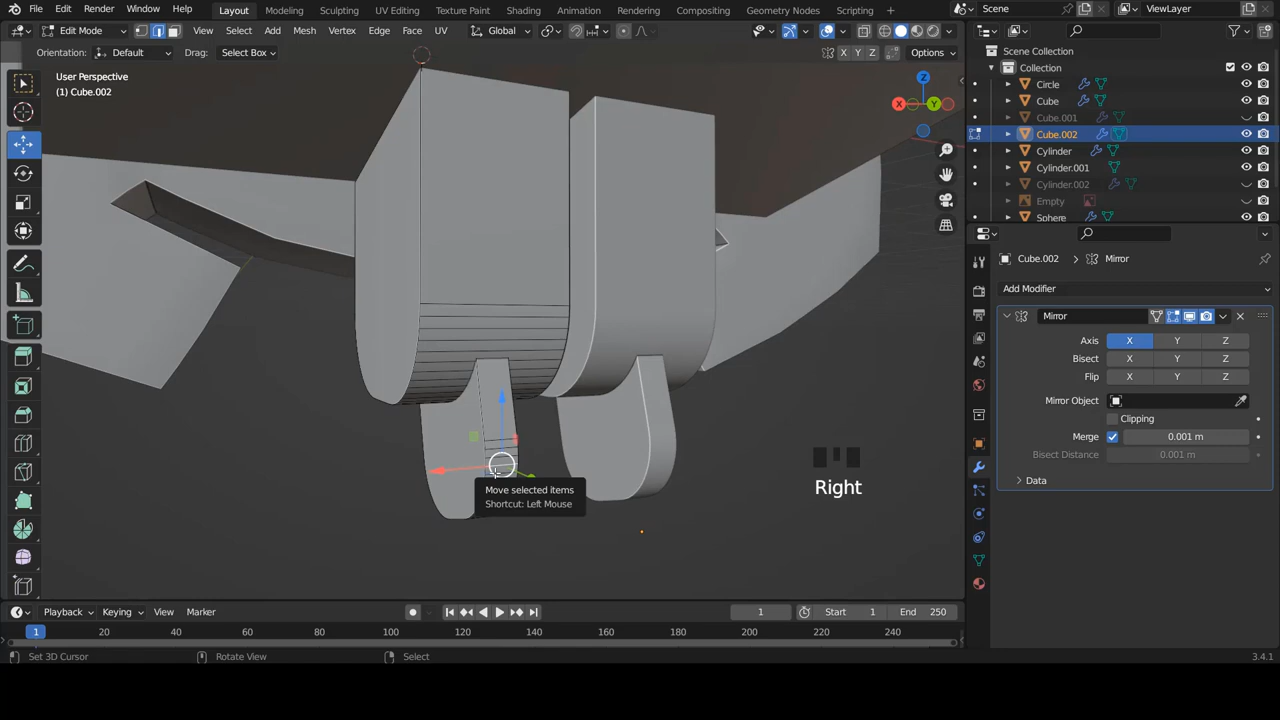 File Edit Render Window Help Layout Modeling Sculpting UV Editing Texture Paint Shading Animation Rendering Compositing Geometry Nodes Scripting Scene ViewLayer
Edit Mode View Select Add Mesh Vertex Edge Face UV Global
Orientation: Default Drag: Select Box X Y Z Options
User Perspective
(1) Cube.002
Z
X
Y
Move selected items
Shortcut: Left Mouse
Right
Scene Collection
Collection
Circle
Cube
Cube.001
Cube.002
Cylinder
Cylinder.001
Cylinder.002
Empty
Sphere
Cube.002 > Mirror
Add Modifier
Mirror
Axis X Y Z
Bisect X Y Z
Flip X Y Z
Mirror Object
Clipping
Merge 0.001 m
Bisect Distance 0.001 m
Data
Playback Keying View Marker 1 Start 1 End 250
1 20 40 60 80 100 120 140 160 180 200 220 240
Set 3D Cursor Rotate View Select 3.4.1